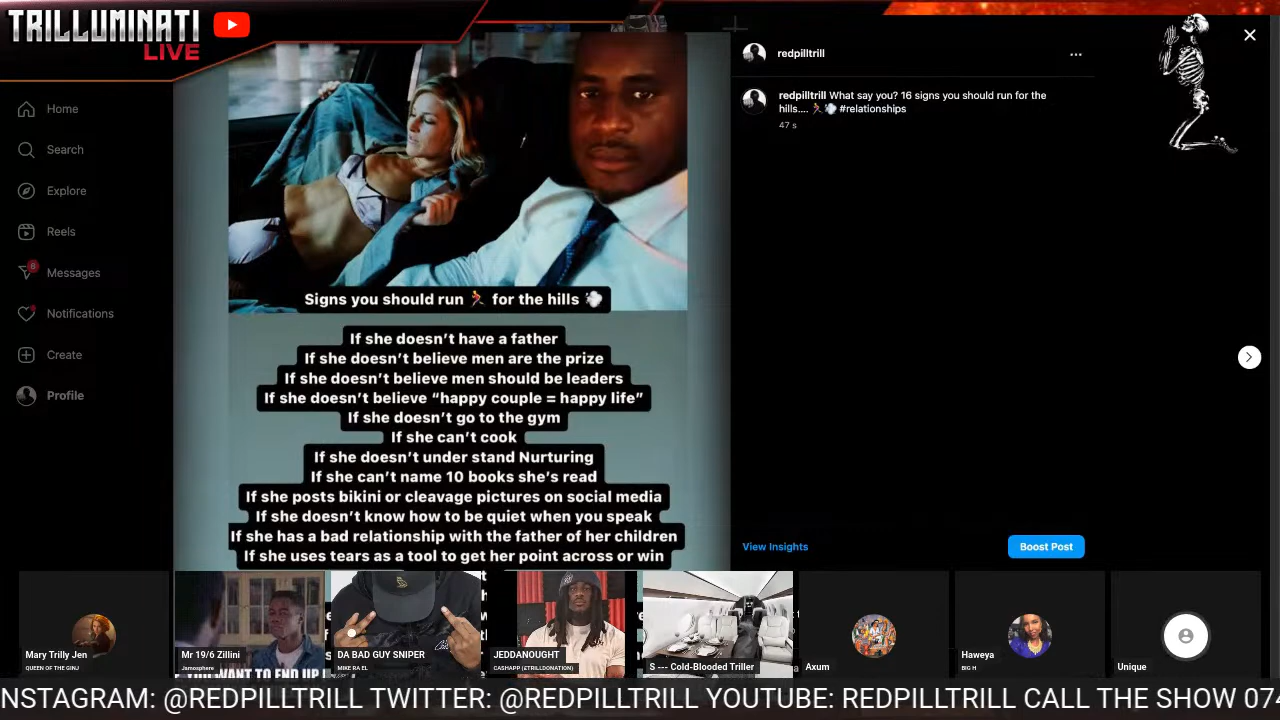 TRILLUMINATI
LIVE
Home
Search
Explore
Reels
8
Messages
Notifications
Create
Profile
redpilltrill
redpilltrill What say you? 16 signs you should run for the
hills.... 🏃💨 #relationships
47 s
Signs you should run 🏃 for the hills 💨
If she doesn't have a father
If she doesn't believe men are the prize
If she doesn't believe men should be leaders
If she doesn't believe "happy couple = happy life"
If she doesn't go to the gym
If she can't cook
If she doesn't under stand Nurturing
If she can't name 10 books she's read
If she posts bikini or cleavage pictures on social media
If she doesn't know how to be quiet when you speak
If she has a bad relationship with the father of her children
If she uses tears as a tool to get her point across or win
View Insights
Boost Post
Mary Trilly Jen
QUEEN OF THE GINJ
Mr 19/6 Zillini
Jamosphere
YOU WANT TO END UP
DA BAD GUY SNIPER
MIKE RA EL
JEDDANOUGHT
CASHAPP (£TRILLDONATION)
S --- Cold-Blooded Triller
Axum
Haweya
BIG H
Unique
NSTAGRAM: @REDPILLTRILL TWITTER: @REDPILLTRILL YOUTUBE: REDPILLTRILL CALL THE SHOW 07